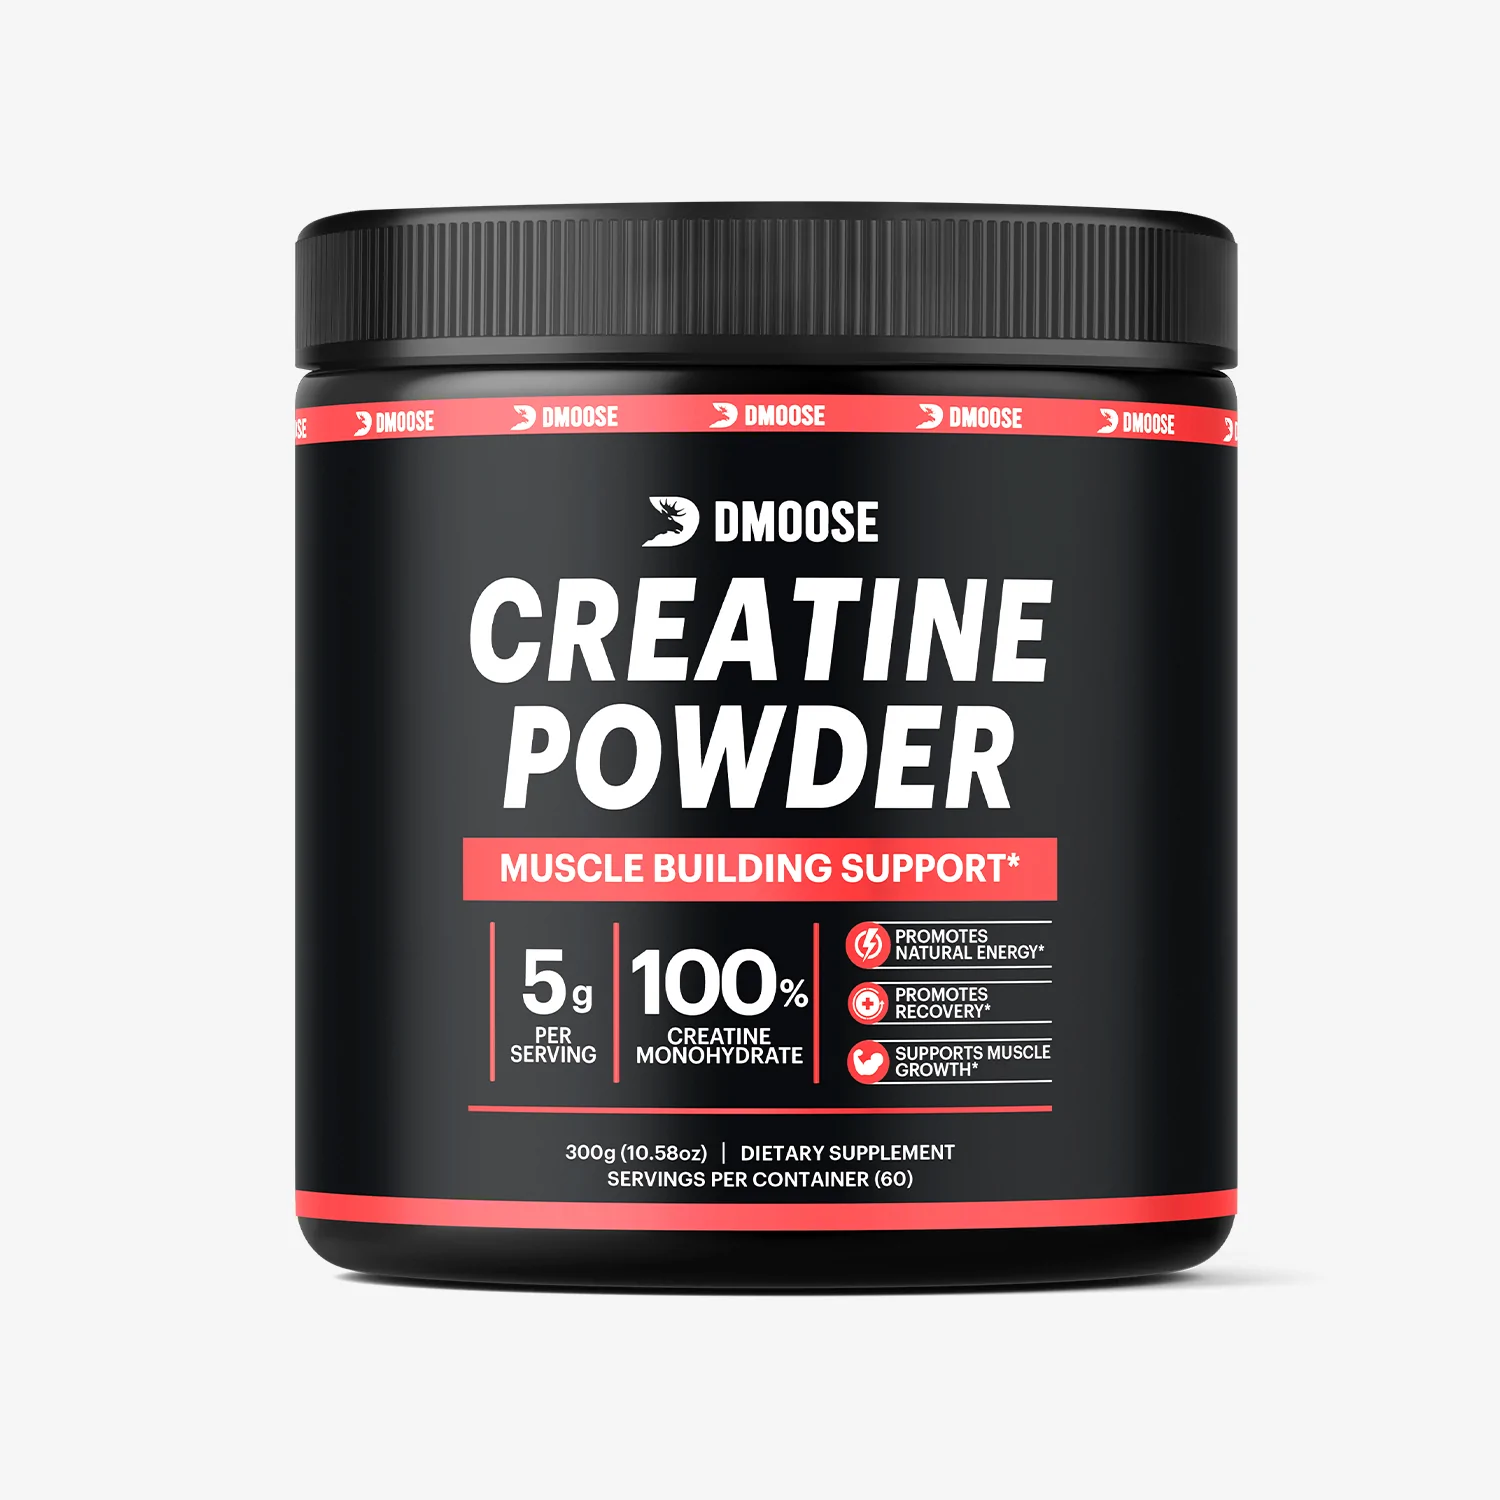 DMOOSE DMOOSE DMOOSE DMOOSE DMOOSE
DMOOSE
CREATINE
POWDER
MUSCLE BUILDING SUPPORT*
5g
PER
SERVING
100%
CREATINE
MONOHYDRATE
PROMOTES
NATURAL ENERGY*
PROMOTES
RECOVERY*
SUPPORTS MUSCLE
GROWTH*
300g (10.58oz) | DIETARY SUPPLEMENT
SERVINGS PER CONTAINER (60)